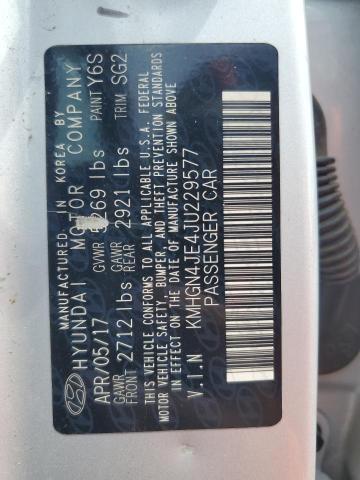 MANUFACTURED IN KOREA BY
HYUNDAI MOTOR COMPANY
APR/05/17 GVWR 69 lbs PAINT Y6S
GAWR FRONT 2712 lbs GAWR REAR 2921 lbs TRIM SG2
THIS VEHICLE CONFORMS TO ALL APPLICABLE U.S.A. FEDERAL
MOTOR VEHICLE SAFETY, BUMPER, AND THEFT PREVENTION STANDARDS
IN EFFECT ON THE DATE OF MANUFACTURE SHOWN ABOVE.
V.I.N KMHGN4JE4JU229577
PASSENGER CAR